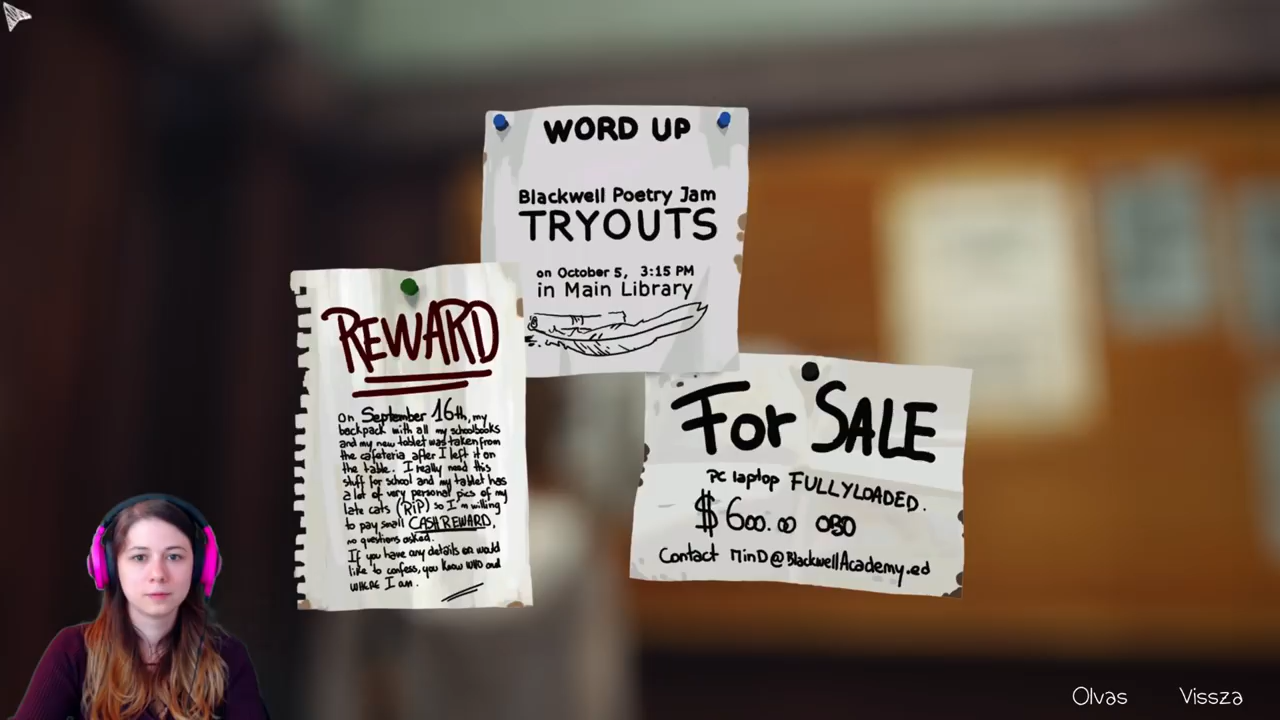 WORD UP
Blackwell Poetry Jam
TRYOUTS
on October 5, 3:15 PM
in Main Library
REWARD
On September 16th, my
backpack with all my schoolbooks
and my new tablet was taken from
the cafeteria after I left it on
the table. I really need this
stuff for school and my tablet has
a lot of very personal pics of my
late cats (RiP) so I'm willing
to pay small CASH REWARD,
no questions asked.
If you have any details or would
like to confess, you know WHO and
WHERE I am.
For SALE
PC laptop FULLYLOADED.
$600.00 OBO
Contact MinD@BlackwellAcademy.ed
Olvas Vissza